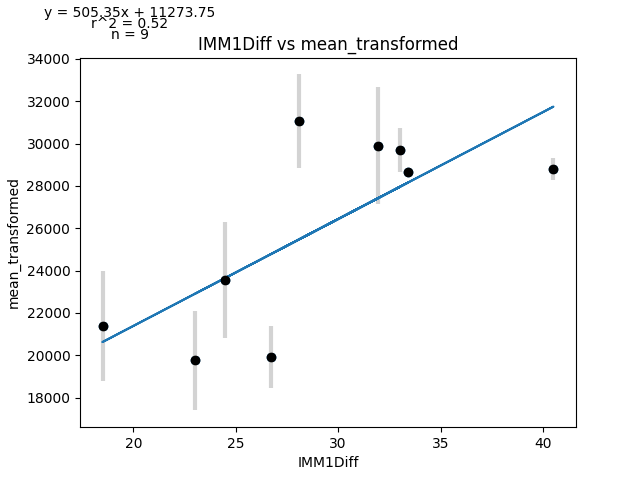 y = 505.35x + 11273.75
r^2 = 0.52
n = 9
IMM1Diff vs mean_transformed
34000
32000
30000
28000
26000
24000
22000
20000
18000
mean_transformed
20 25 30 35 40
IMM1Diff